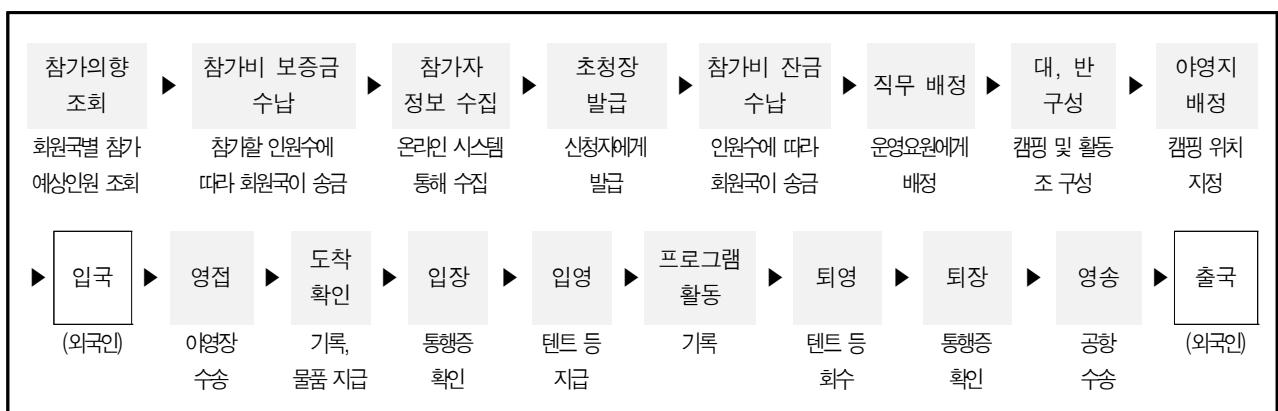 참가의향 ▶ 참가비 보증금 ▶ 참가자 ▶ 초청장 ▶ 참가비 잔금 ▶ 직무 배정 ▶ 대, 반 ▶ 야영지
조회 수납 정보 수집 발급 수납 구성 배정
회원국별 참가 참가할 인원수에 온라인 시스템 신청자에게 인원수에 따라 운영요원에게 캠핑 및 활동 캠핑 위치
예상인원 조회 따라 회원국이 송금 통해 수집 발급 회원국이 송금 배정 조 구성 지정
▶ 입국 ▶ 영접 ▶ 도착 ▶ 입장 ▶ 입영 ▶ 프로그램 ▶ 퇴영 ▶ 퇴장 ▶ 영송 ▶ 출국
확인 활동
(외국인) 야영장 기록, 통행증 텐트 등 기록 텐트 등 통행증 공항 (외국인)
수송 물품 지급 확인 지급 회수 확인 수송